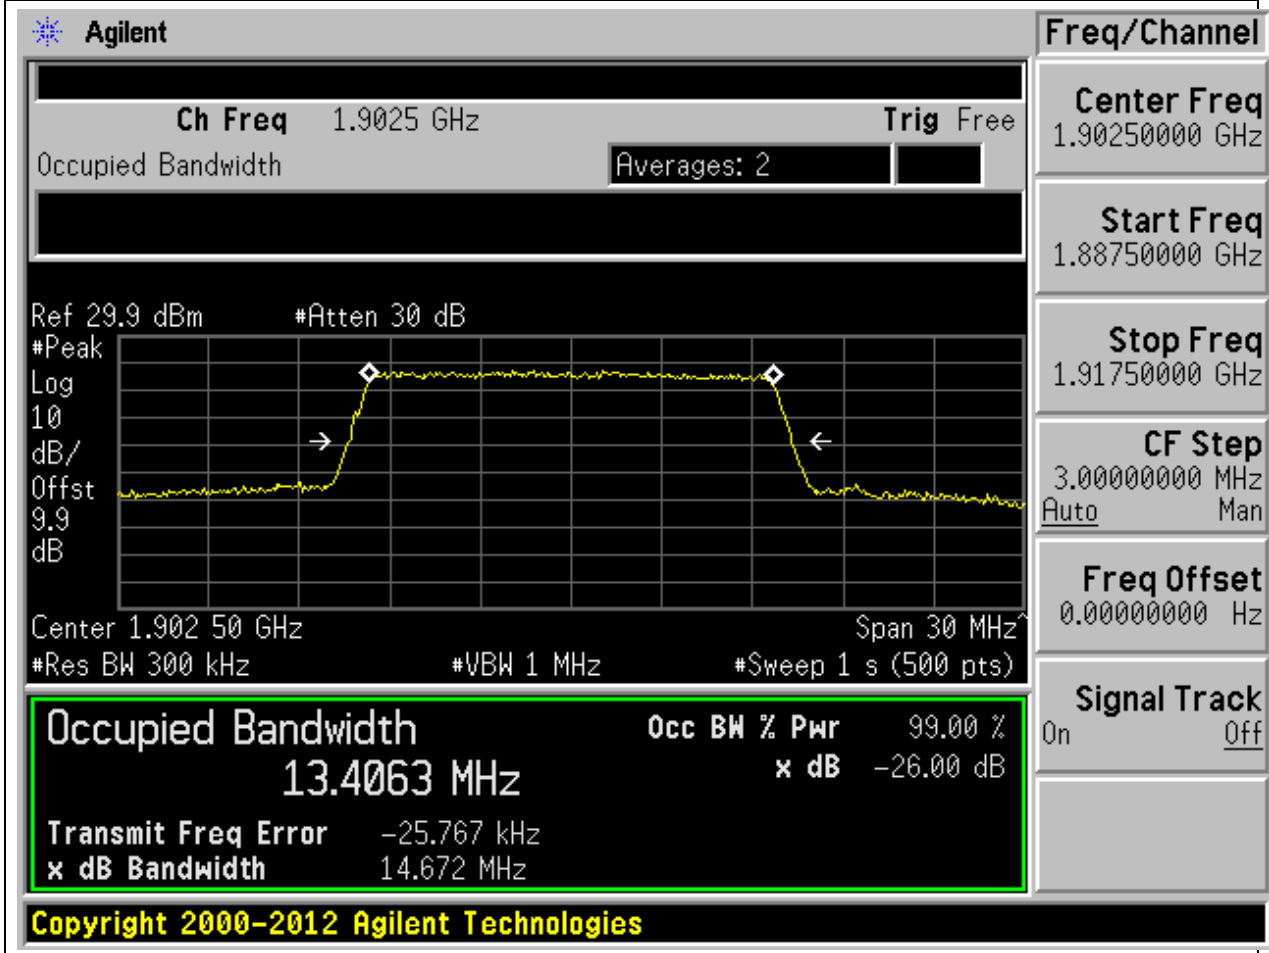 Agilent
Freq/Channel
Ch Freq 1.9025 GHz Trig Free
Occupied Bandwidth Averages: 2
Center Freq
1.90250000 GHz
Start Freq
1.88750000 GHz
Stop Freq
1.91750000 GHz
CF Step
3.00000000 MHz
Auto Man
Freq Offset
0.00000000 Hz
Signal Track
On Off
Ref 29.9 dBm #Atten 30 dB
#Peak
Log
10
dB/
Offst
9.9
dB
Center 1.902 50 GHz Span 30 MHz^
#Res BW 300 kHz #VBW 1 MHz #Sweep 1 s (500 pts)
Occupied Bandwidth Occ BW % Pwr 99.00 %
13.4063 MHz x dB -26.00 dB
Transmit Freq Error -25.767 kHz
x dB Bandwidth 14.672 MHz
Copyright 2000-2012 Agilent Technologies